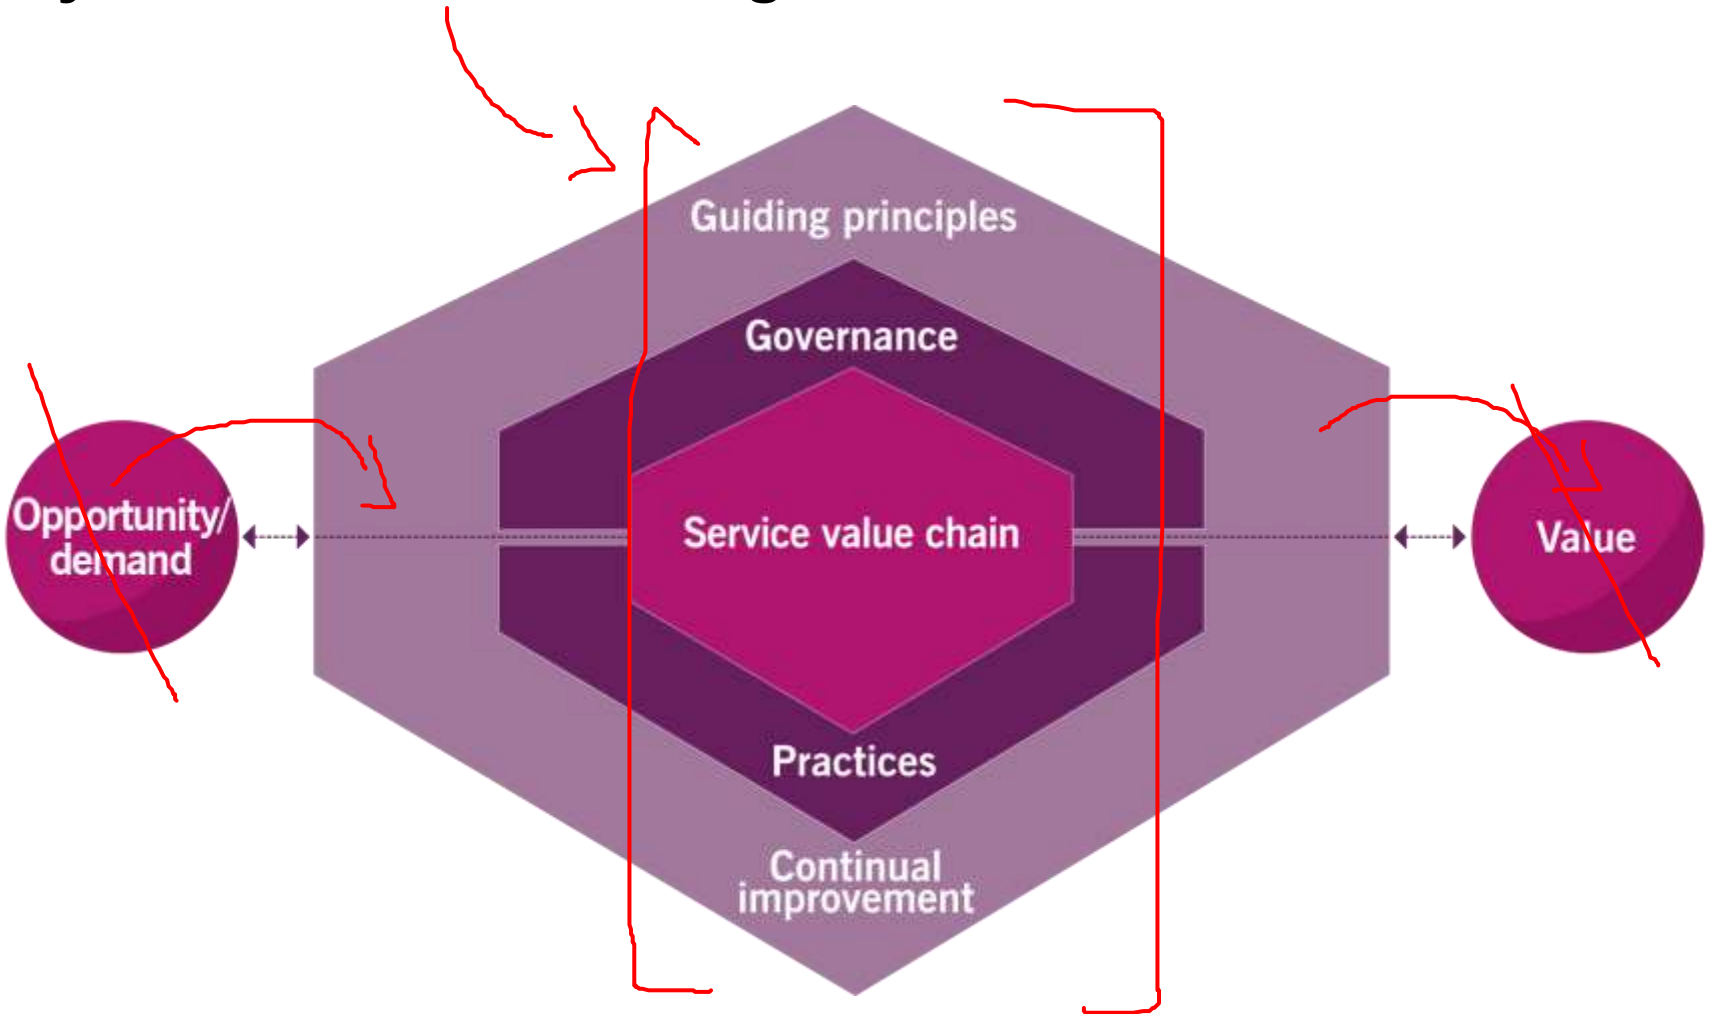 Guiding principles
Governance
Opportunity/
demand
Service value chain
Value
Practices
Continual
improvement